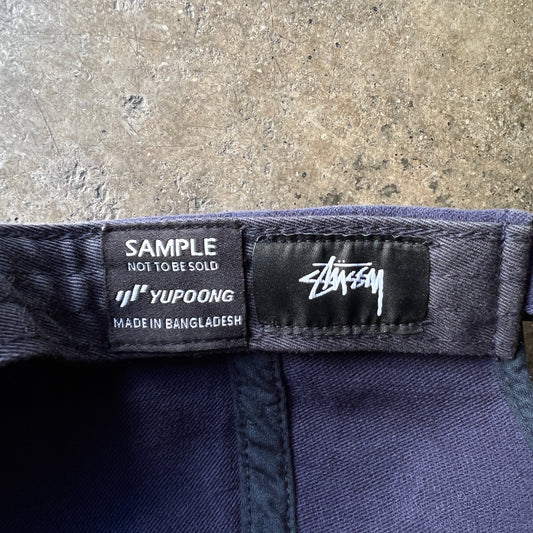 SAMPLE
NOT TO BE SOLD
YUPOONG
MADE IN BANGLADESH
Stüssy